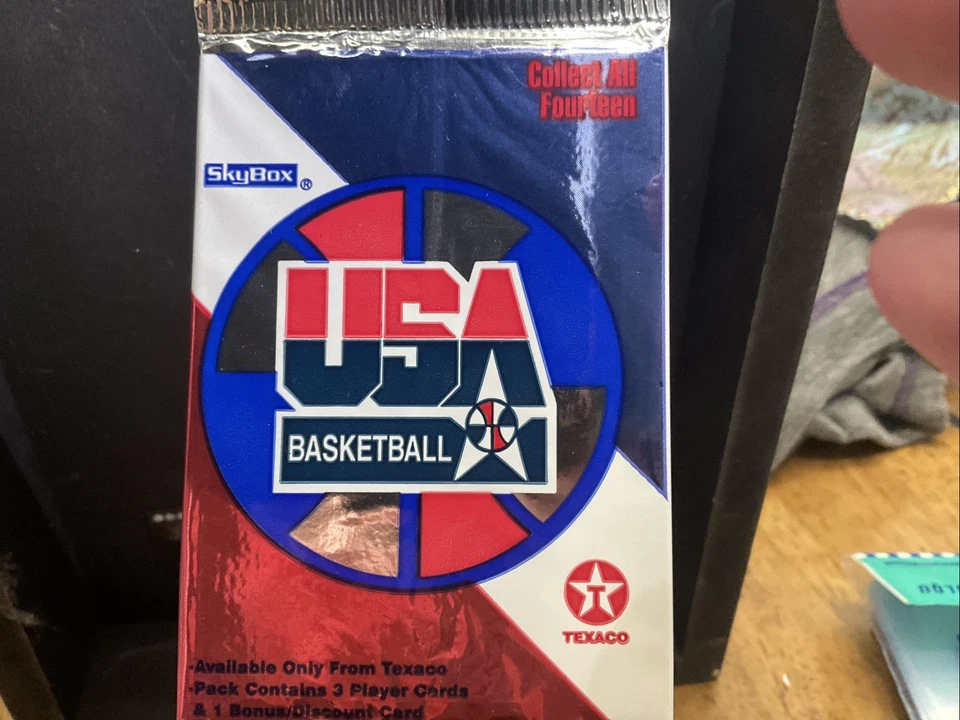 Collect All
Fourteen
SkyBox ®
USA
BASKETBALL
T
TEXACO
-Available Only From Texaco
-Pack Contains 3 Player Cards
& 1 Bonus/Discount Card